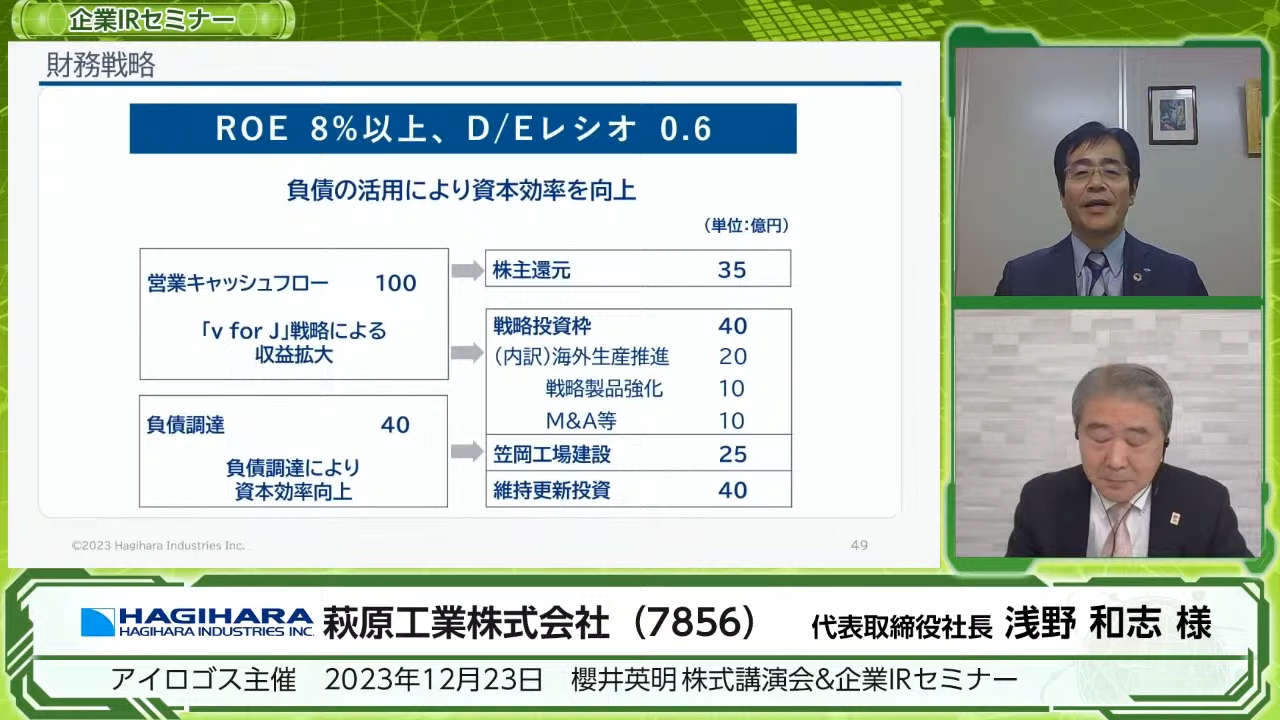 企業IRセミナー
財務戦略
ROE 8%以上、D/Eレシオ 0.6
負債の活用により資本効率を向上
（単位：億円）
営業キャッシュフロー 100
「v for J」戦略による
収益拡大
負債調達 40
負債調達により
資本効率向上
株主還元 35
戦略投資枠 40
（内訳）海外生産推進 20
戦略製品強化 10
M&A等 10
笠岡工場建設 25
維持更新投資 40
©2023 Hagihara Industries Inc.
49
HAGIHARA
HAGIHARA INDUSTRIES INC.
萩原工業株式会社（7856） 代表取締役社長 浅野 和志 様
アイロゴス主催 2023年12月23日 櫻井英明 株式講演会&企業IRセミナー